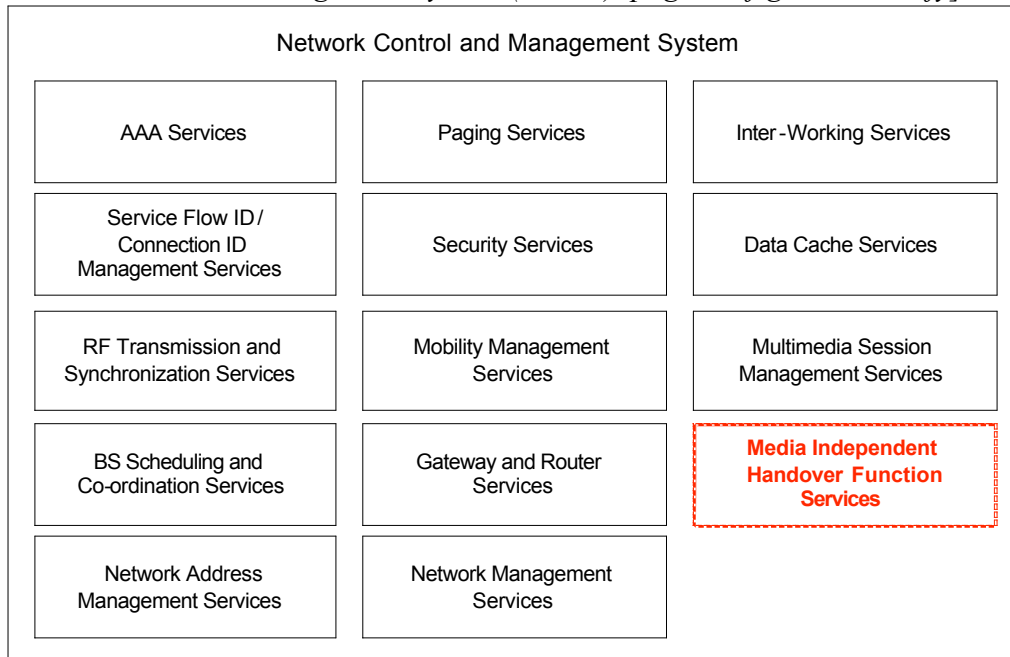 Network Control and Management System
AAA Services
Paging Services
Inter-Working Services
Service Flow ID/
Connection ID
Management Services
Security Services
Data Cache Services
RF Transmission and
Synchronization Services
Mobility Management
Services
Multimedia Session
Management Services
BS Scheduling and
Co-ordination Services
Gateway and Router
Services
Media Independent
Handover Function
Services
Network Address
Management Services
Network Management
Services